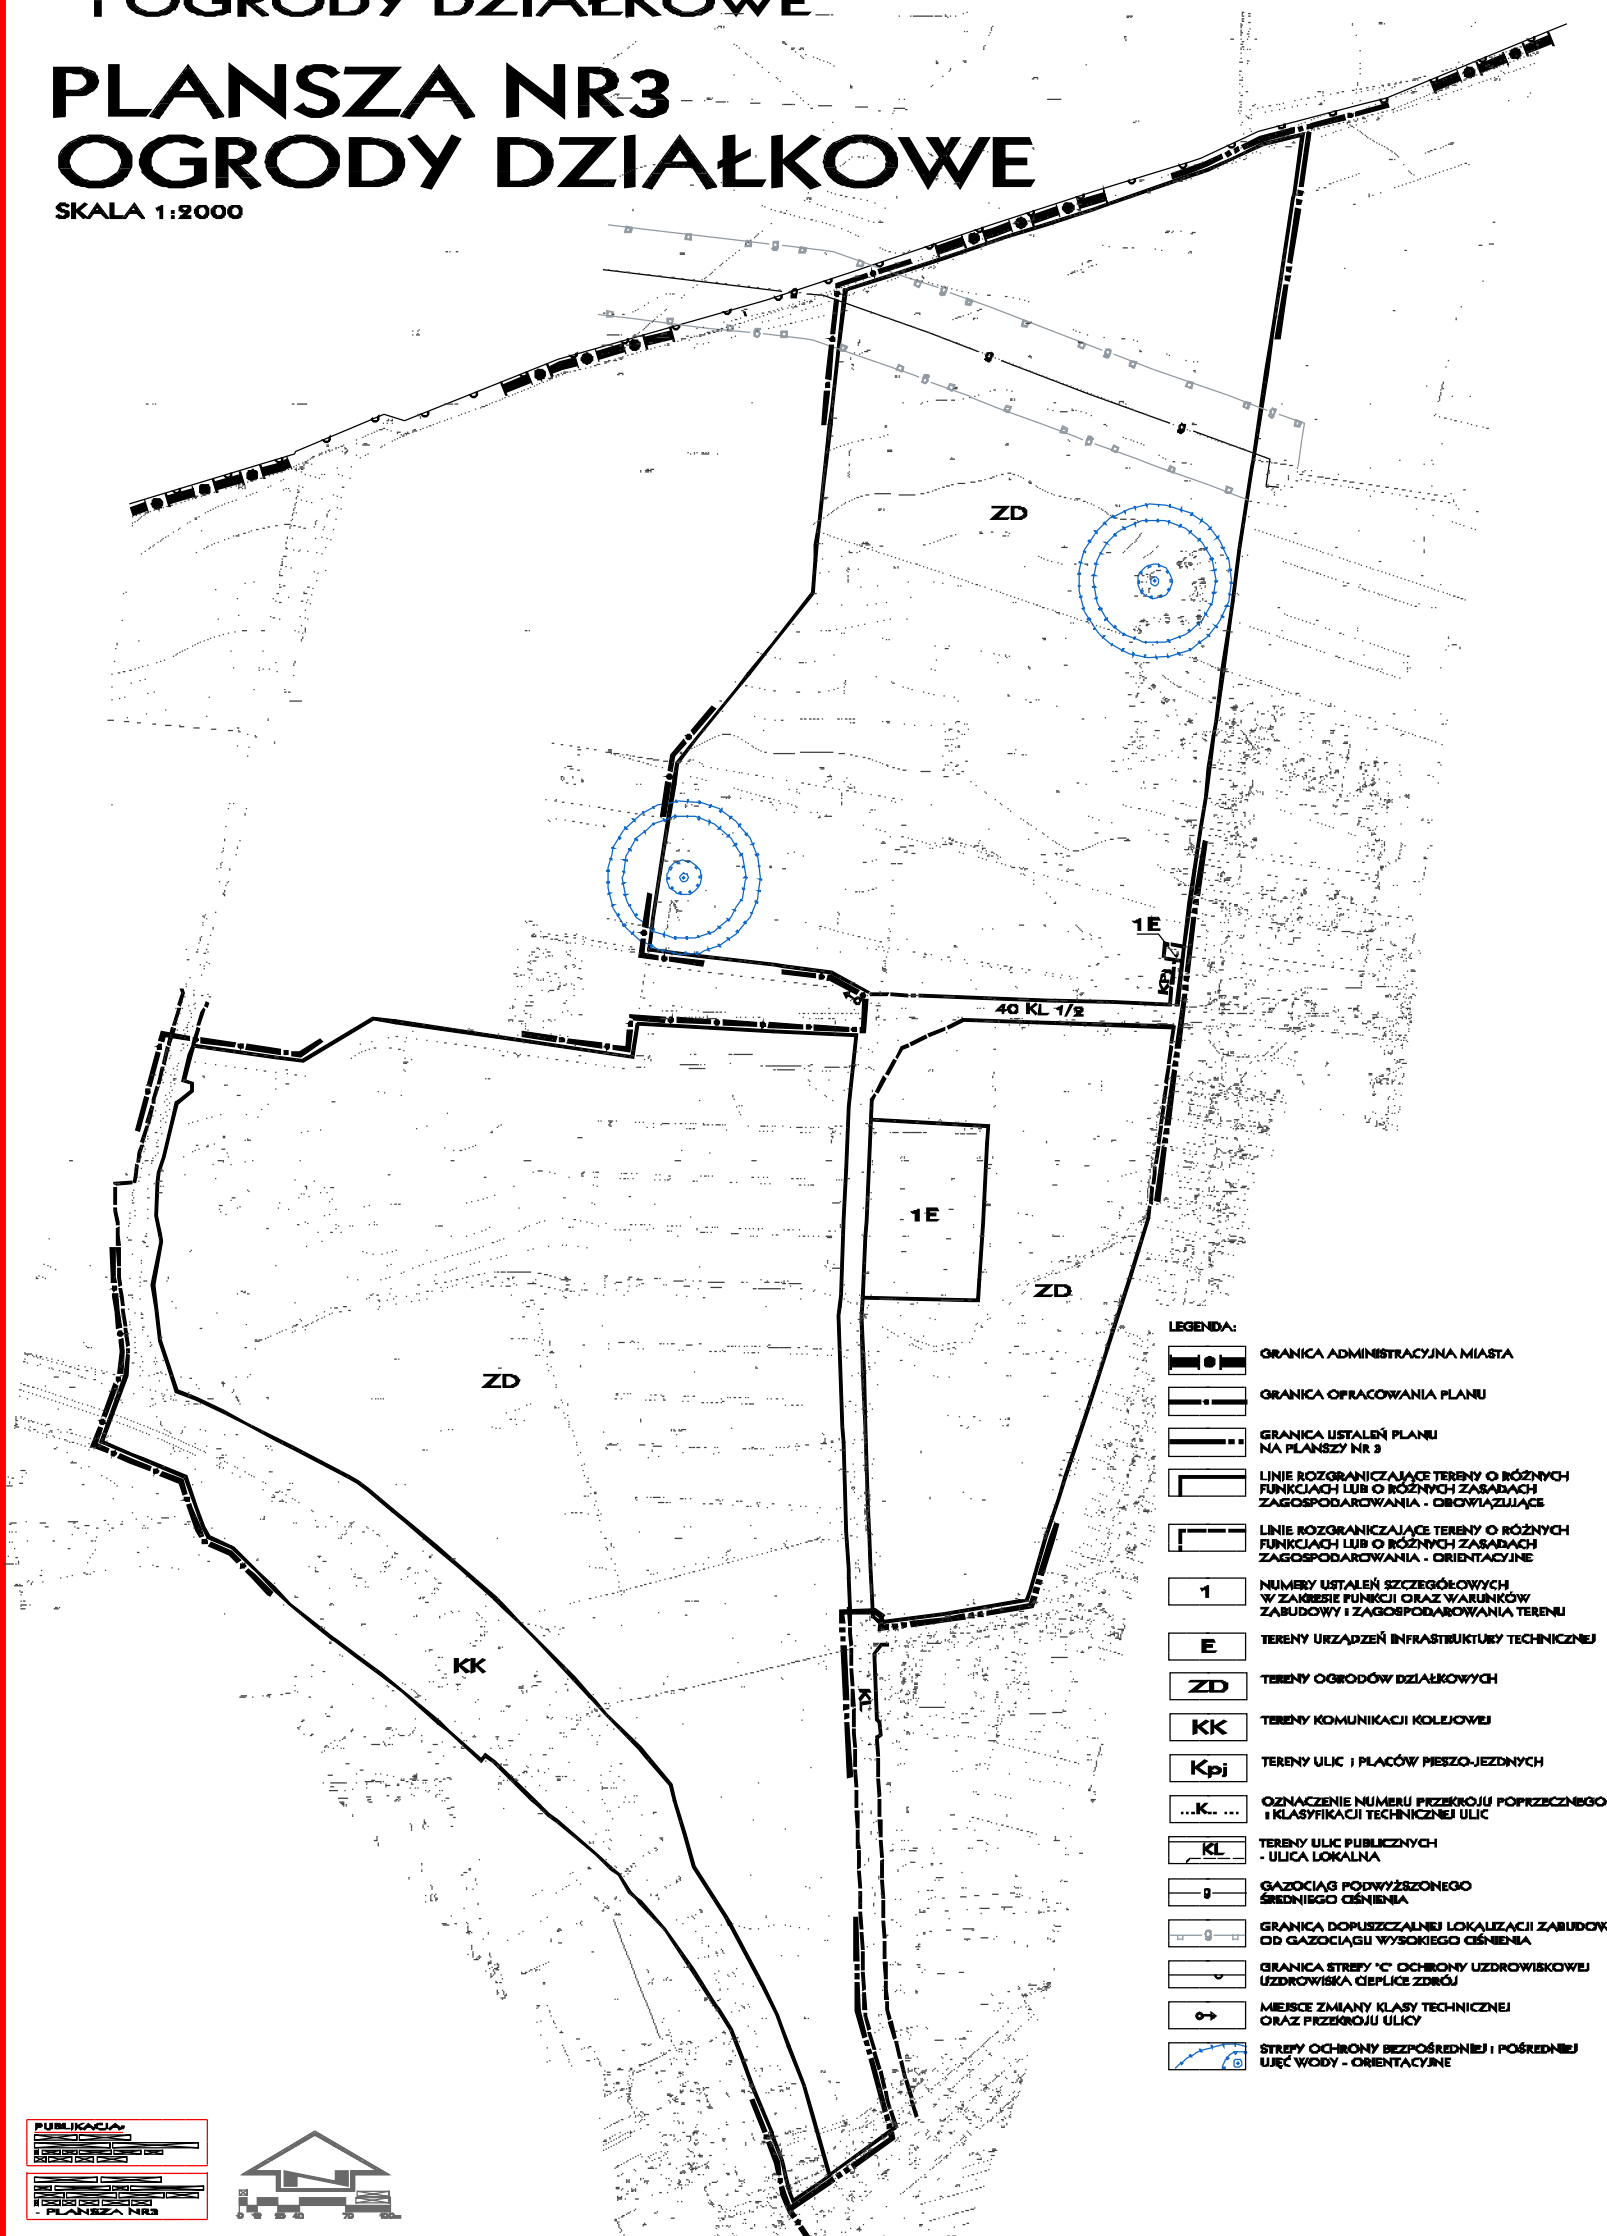 I OGRODY DZIAŁKOWE
PLANSZA NR3
OGRODY DZIAŁKOWE
SKALA 1:2000
g
g
g
g
g
ZD
1E
KPj
40 KL 1/2
1E
ZD
ZD
KK
KL
LEGENDA:
GRANICA ADMINISTRACYJNA MIASTA
GRANICA OPRACOWANIA PLANU
GRANICA USTALEŃ PLANU
NA PLANSZY NR 3
LINIE ROZGRANICZAJĄCE TERENY O RÓŻNYCH
FUNKCJACH LUB O RÓŻNYCH ZASADACH
ZAGOSPODAROWANIA - OBOWIĄZUJĄCE
LINIE ROZGRANICZAJĄCE TERENY O RÓŻNYCH
FUNKCJACH LUB O RÓŻNYCH ZASADACH
ZAGOSPODAROWANIA - ORIENTACYJNE
1 NUMERY USTALEŃ SZCZEGÓŁOWYCH
W ZAKRESIE FUNKCJI ORAZ WARUNKÓW
ZABUDOWY I ZAGOSPODAROWANIA TERENU
E TERENY URZĄDZEŃ INFRASTRUKTURY TECHNICZNEJ
ZD TERENY OGRODÓW DZIAŁKOWYCH
KK TERENY KOMUNIKACJI KOLEJOWEJ
Kpj TERENY ULIC I PLACÓW PIESZO-JEZDNYCH
...K.. ... OZNACZENIE NUMERU PRZEKROJU POPRZECZNEGO
I KLASYFIKACJI TECHNICZNEJ ULIC
KL TERENY ULIC PUBLICZNYCH
- ULICA LOKALNA
g GAZOCIĄG PODWYŻSZONEGO
ŚREDNIEGO CIŚNIENIA
g GRANICA DOPUSZCZALNEJ LOKALIZACJI ZABUDOW
OD GAZOCIĄGU WYSOKIEGO CIŚNIENIA
GRANICA STREFY "C" OCHRONY UZDROWISKOWEJ
UZDROWISKA CIEPLICE ZDRÓJ
MIEJSCE ZMIANY KLASY TECHNICZNEJ
ORAZ PRZEKROJU ULICY
STREFY OCHRONY BEZPOŚREDNIEJ I POŚREDNIEJ
UJĘĆ WODY - ORIENTACYJNE
PUBLIKACJA:
- PLANSZA NR3